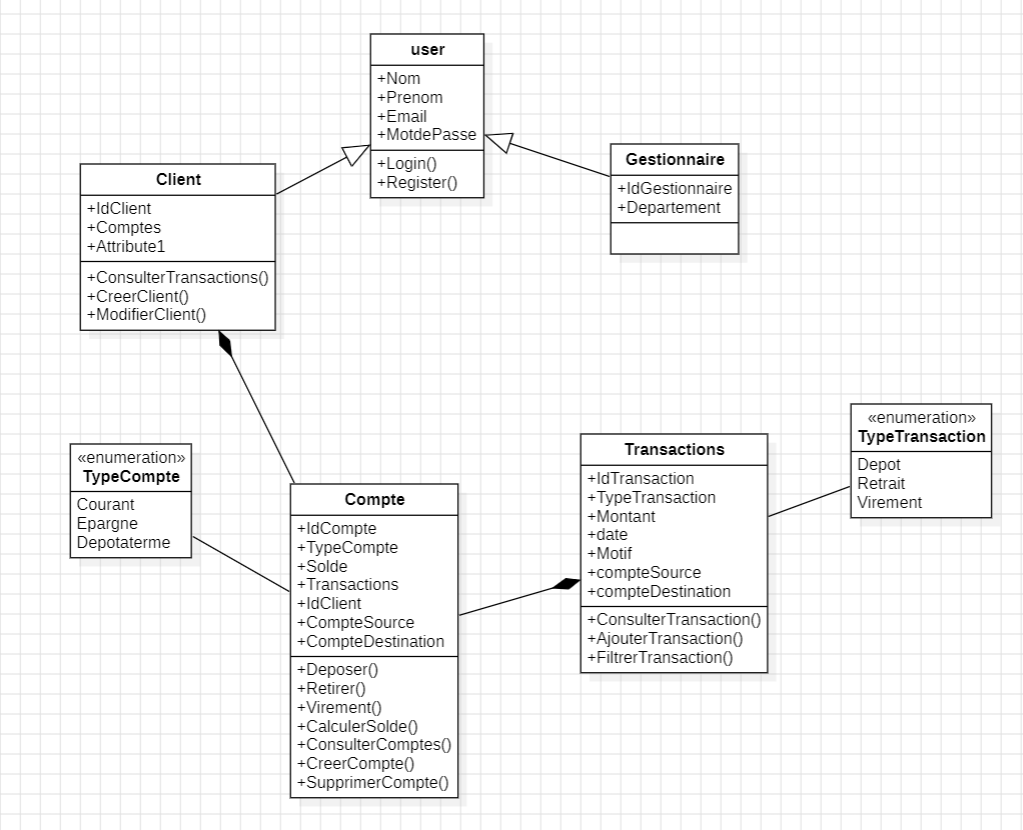 user
+Nom
+Prenom
+Email
+MotdePasse
+Login()
+Register()
Gestionnaire
+IdGestionnaire
+Departement
Client
+IdClient
+Comptes
+Attribute1
+ConsulterTransactions()
+CreerClient()
+ModifierClient()
«enumeration»
TypeCompte
Courant
Epargne
Depotaterme
Compte
+IdCompte
+TypeCompte
+Solde
+Transactions
+IdClient
+CompteSource
+CompteDestination
+Deposer()
+Retirer()
+Virement()
+CalculerSolde()
+ConsulterComptes()
+CreerCompte()
+SupprimerCompte()
Transactions
+IdTransaction
+TypeTransaction
+Montant
+date
+Motif
+compteSource
+compteDestination
+ConsulterTransaction()
+AjouterTransaction()
+FiltrerTransaction()
«enumeration»
TypeTransaction
Depot
Retrait
Virement